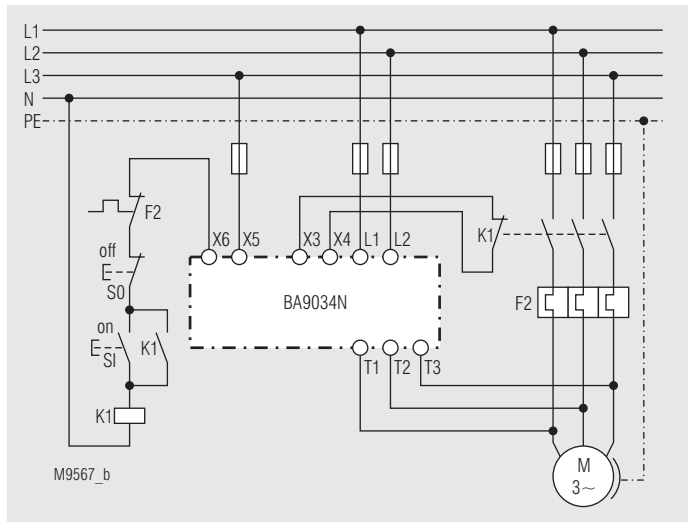 L1
L2
L3
N
PE
F2
X6 X5 X3 X4 L1 L2
K1
off
S0
BA9034N
F2
on
SI
K1
T1 T2 T3
K1
M
3~
M9567_b